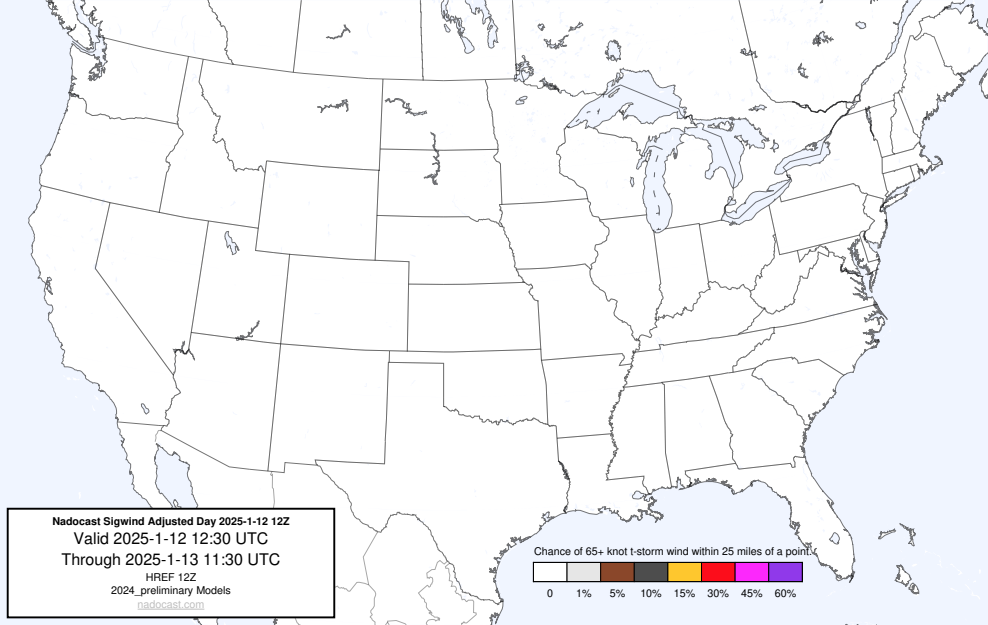 Nadocast Sigwind Adjusted Day 2025-1-12 12Z
Valid 2025-1-12 12:30 UTC
Through 2025-1-13 11:30 UTC
HREF 12Z
2024_preliminary Models
nadocast.com
Chance of 65+ knot t-storm wind within 25 miles of a point.
0 1% 5% 10% 15% 30% 45% 60%